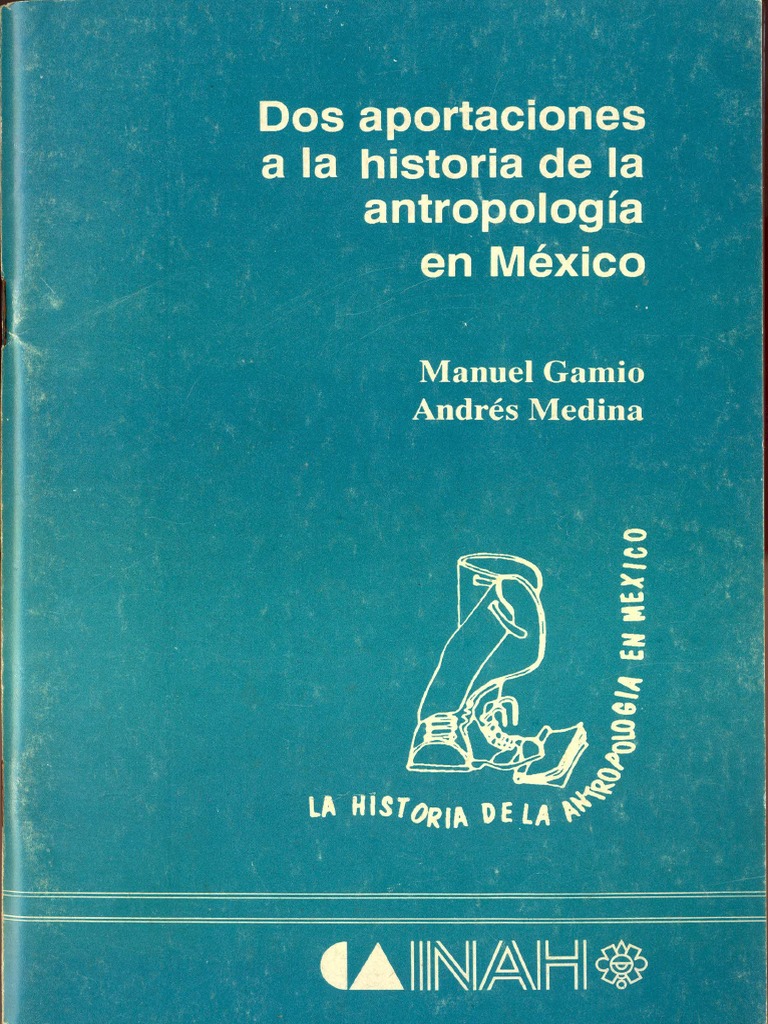 Dos aportaciones
a la historia de la
antropología
en México
Manuel Gamio
Andrés Medina
LA HISTORIA DE LA ANTROPOLOGIA EN MEXICO
CA INAH